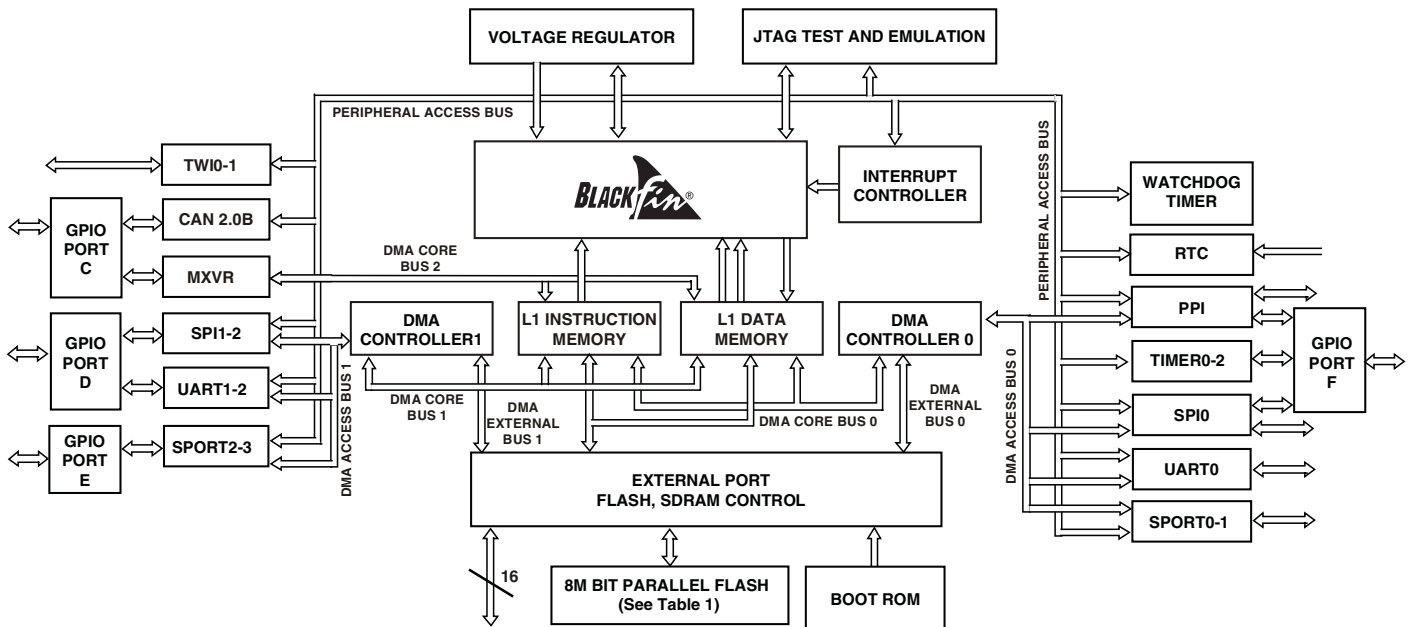 VOLTAGE REGULATOR
JTAG TEST AND EMULATION
PERIPHERAL ACCESS BUS
TWI0-1
CAN 2.0B
MXVR
GPIO
PORT
C
SPI1-2
UART1-2
GPIO
PORT
D
SPORT2-3
GPIO
PORT
E
BLACKfin®
INTERRUPT
CONTROLLER
DMA CORE
BUS 2
DMA
CONTROLLER1
L1 INSTRUCTION
MEMORY
L1 DATA
MEMORY
DMA
CONTROLLER 0
DMA ACCESS BUS 1
DMA CORE
BUS 1
DMA
EXTERNAL
BUS 1
DMA CORE BUS 0
DMA
EXTERNAL
BUS 0
DMA ACCESS BUS 0
PERIPHERAL ACCESS BUS
WATCHDOG
TIMER
RTC
PPI
TIMER0-2
SPI0
UART0
SPORT0-1
GPIO
PORT
F
EXTERNAL PORT
FLASH, SDRAM CONTROL
16
8M BIT PARALLEL FLASH
(See Table 1)
BOOT ROM